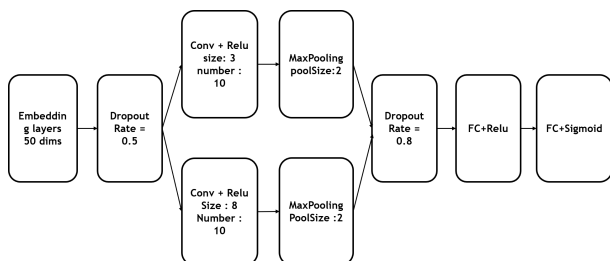 Embeddin
g layers
50 dims
Dropout
Rate =
0.5
Conv + Relu
size: 3
number :
10
MaxPooling
poolSize:2
Conv + Relu
Size : 8
Number :
10
MaxPooling
PoolSize :2
Dropout
Rate =
0.8
FC+Relu
FC+Sigmoid